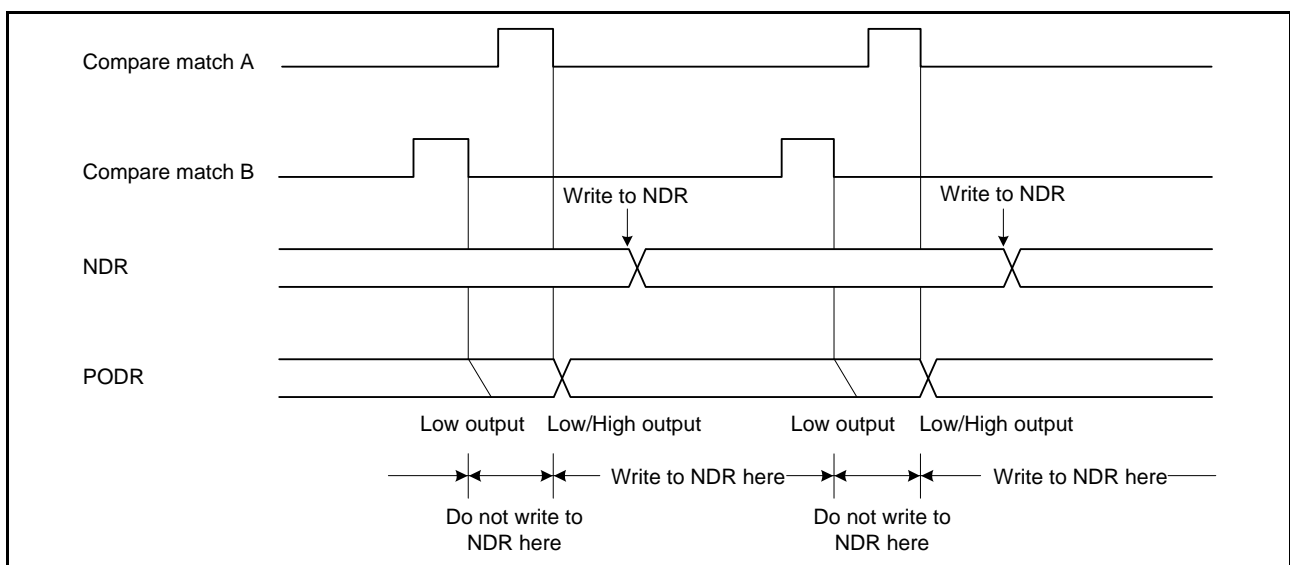 Compare match A
Compare match B
Write to NDR
Write to NDR
NDR
PODR
Low output
Low/High output
Low output
Low/High output
Write to NDR here
Write to NDR here
Do not write to
NDR here
Do not write to
NDR here